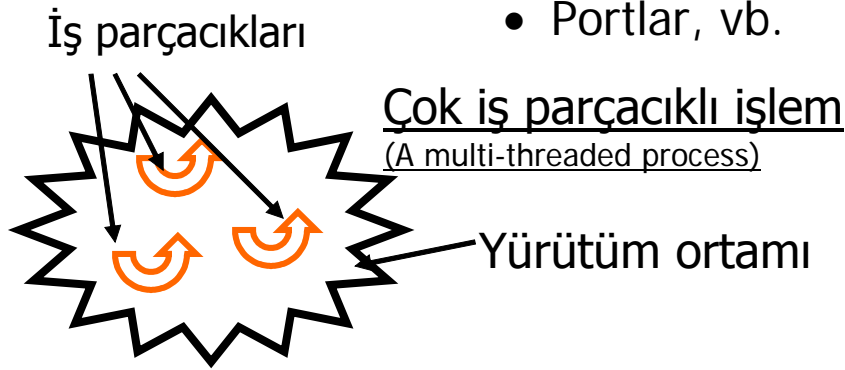 • Portlar, vb.
İş parçacıkları
Çok iş parçacıklı işlem
(A multi-threaded process)
Yürütüm ortamı